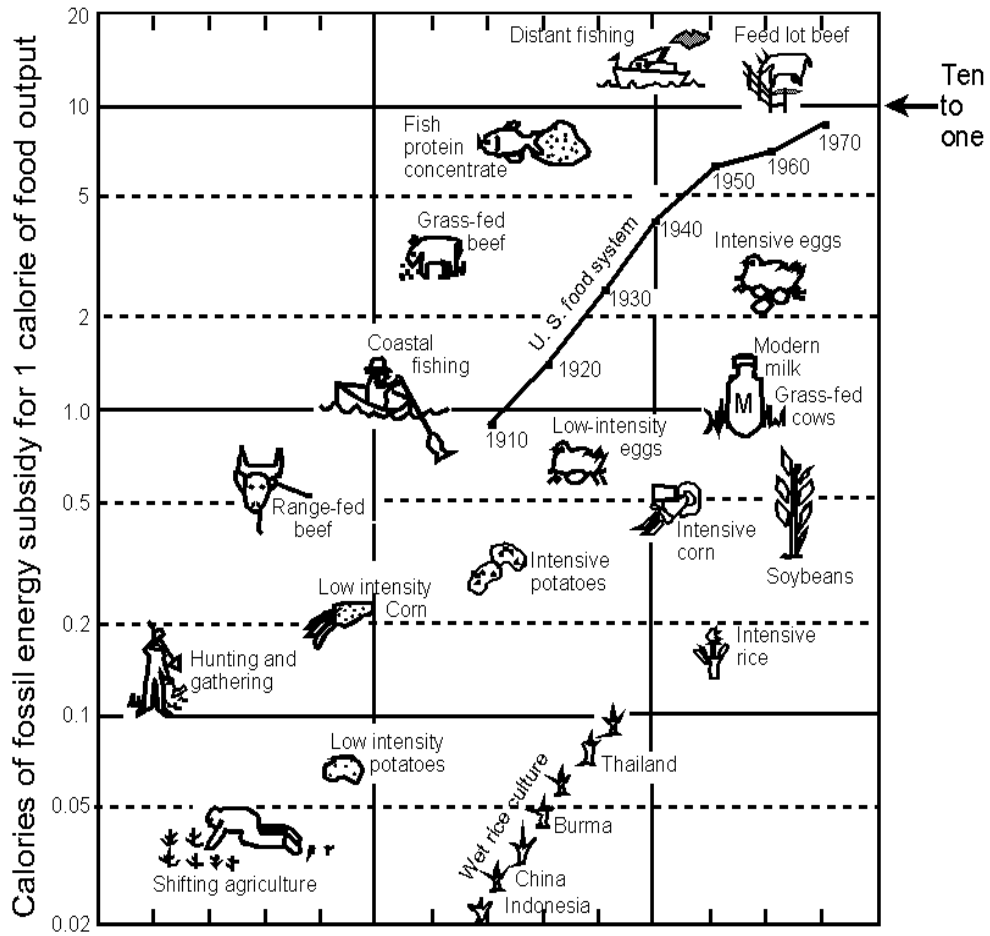 Calories of fossil energy subsidy for 1 calorie of food output
20
10
5
2
1.0
0.5
0.2
0.1
0.05
0.02
Distant fishing
Feed lot beef
Ten
to
one
Fish
protein
concentrate
1970
1960
1950
Grass-fed
beef
1940
Intensive eggs
U. S. food system
1930
Coastal
fishing
1920
Modern
milk
M
Grass-fed
cows
1910
Low-intensity
eggs
Range-fed
beef
Intensive
corn
Intensive
potatoes
Soybeans
Low intensity
Corn
Hunting and
gathering
Intensive
rice
Low intensity
potatoes
Wet rice culture
Thailand
Burma
Shifting agriculture
China
Indonesia